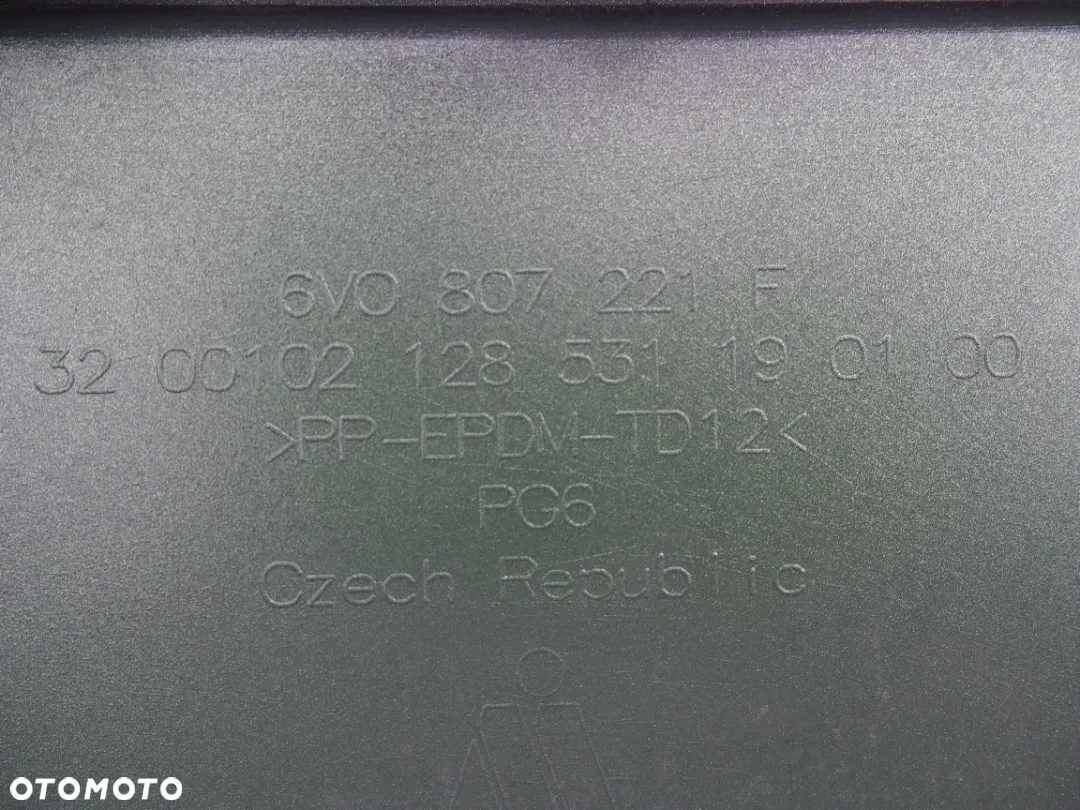 6V0 807 221 F
32 00102 128 531 19 01 00
>PP-EPDM-TD12<
PG6
Czech Republic
OTOMOTO